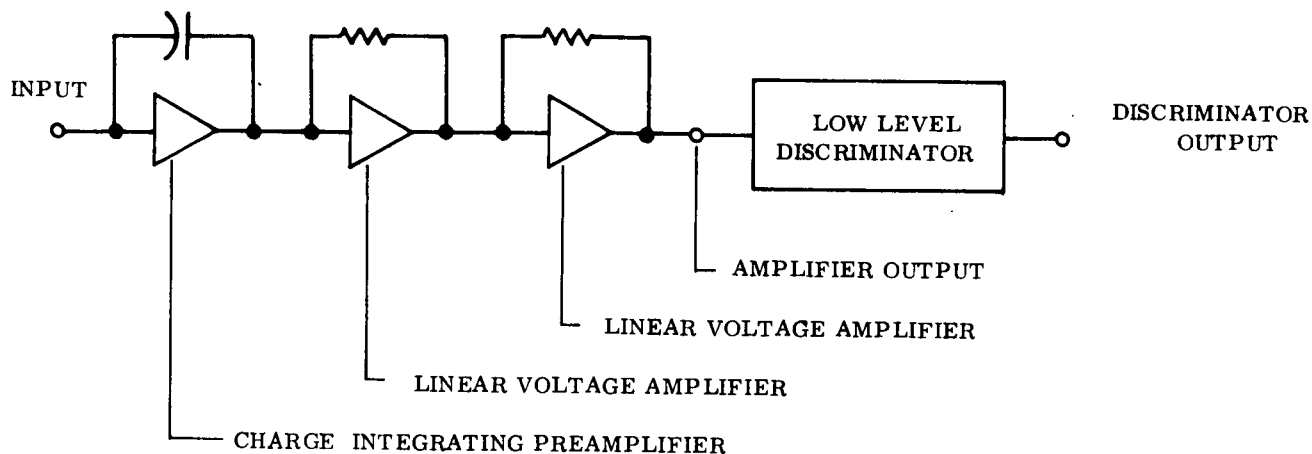 INPUT
LOW LEVEL
DISCRIMINATOR
DISCRIMINATOR
OUTPUT
AMPLIFIER OUTPUT
LINEAR VOLTAGE AMPLIFIER
LINEAR VOLTAGE AMPLIFIER
CHARGE INTEGRATING PREAMPLIFIER